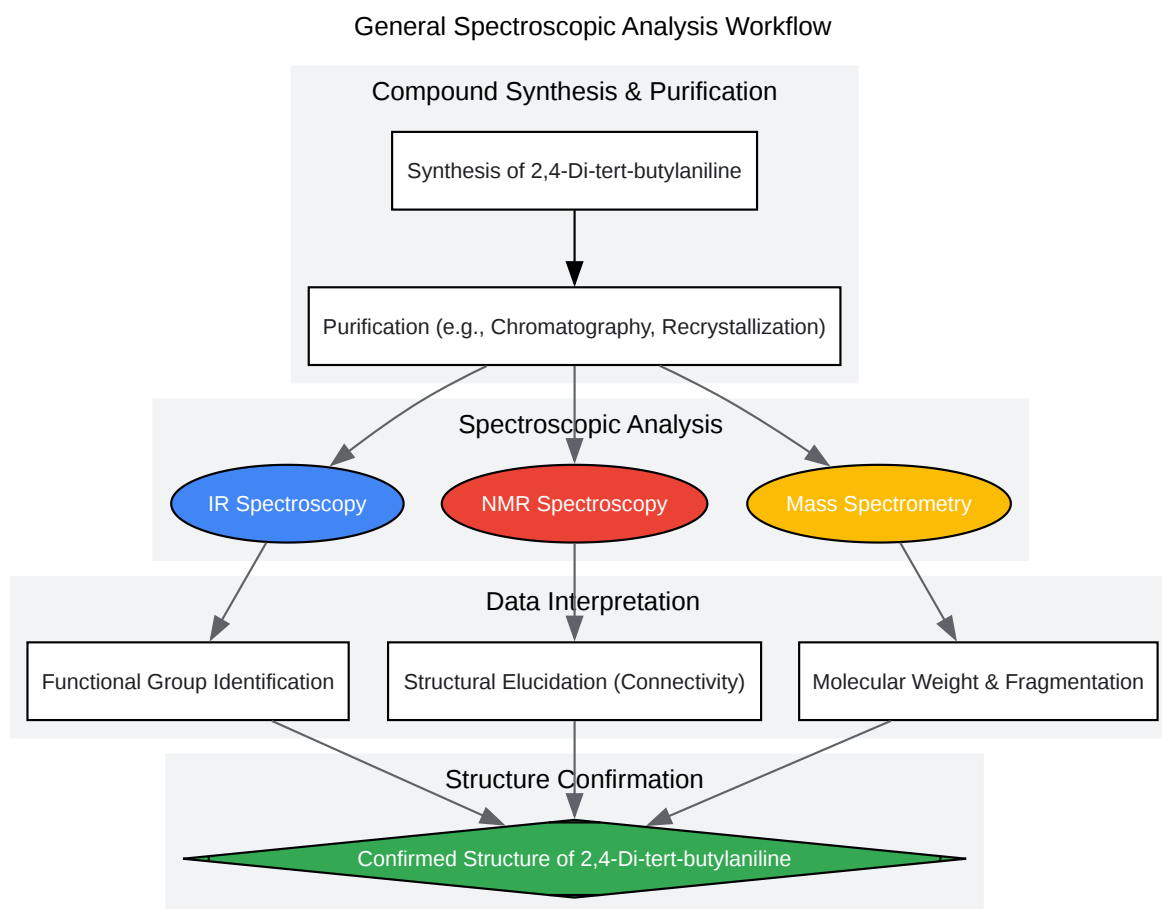 General Spectroscopic Analysis Workflow
Compound Synthesis & Purification
Synthesis of 2,4-Di-tert-butylaniline
Purification (e.g., Chromatography, Recrystallization)
Spectroscopic Analysis
IR Spectroscopy
NMR Spectroscopy
Mass Spectrometry
Data Interpretation
Functional Group Identification
Structural Elucidation (Connectivity)
Molecular Weight & Fragmentation
Structure Confirmation
Confirmed Structure of 2,4-Di-tert-butylaniline